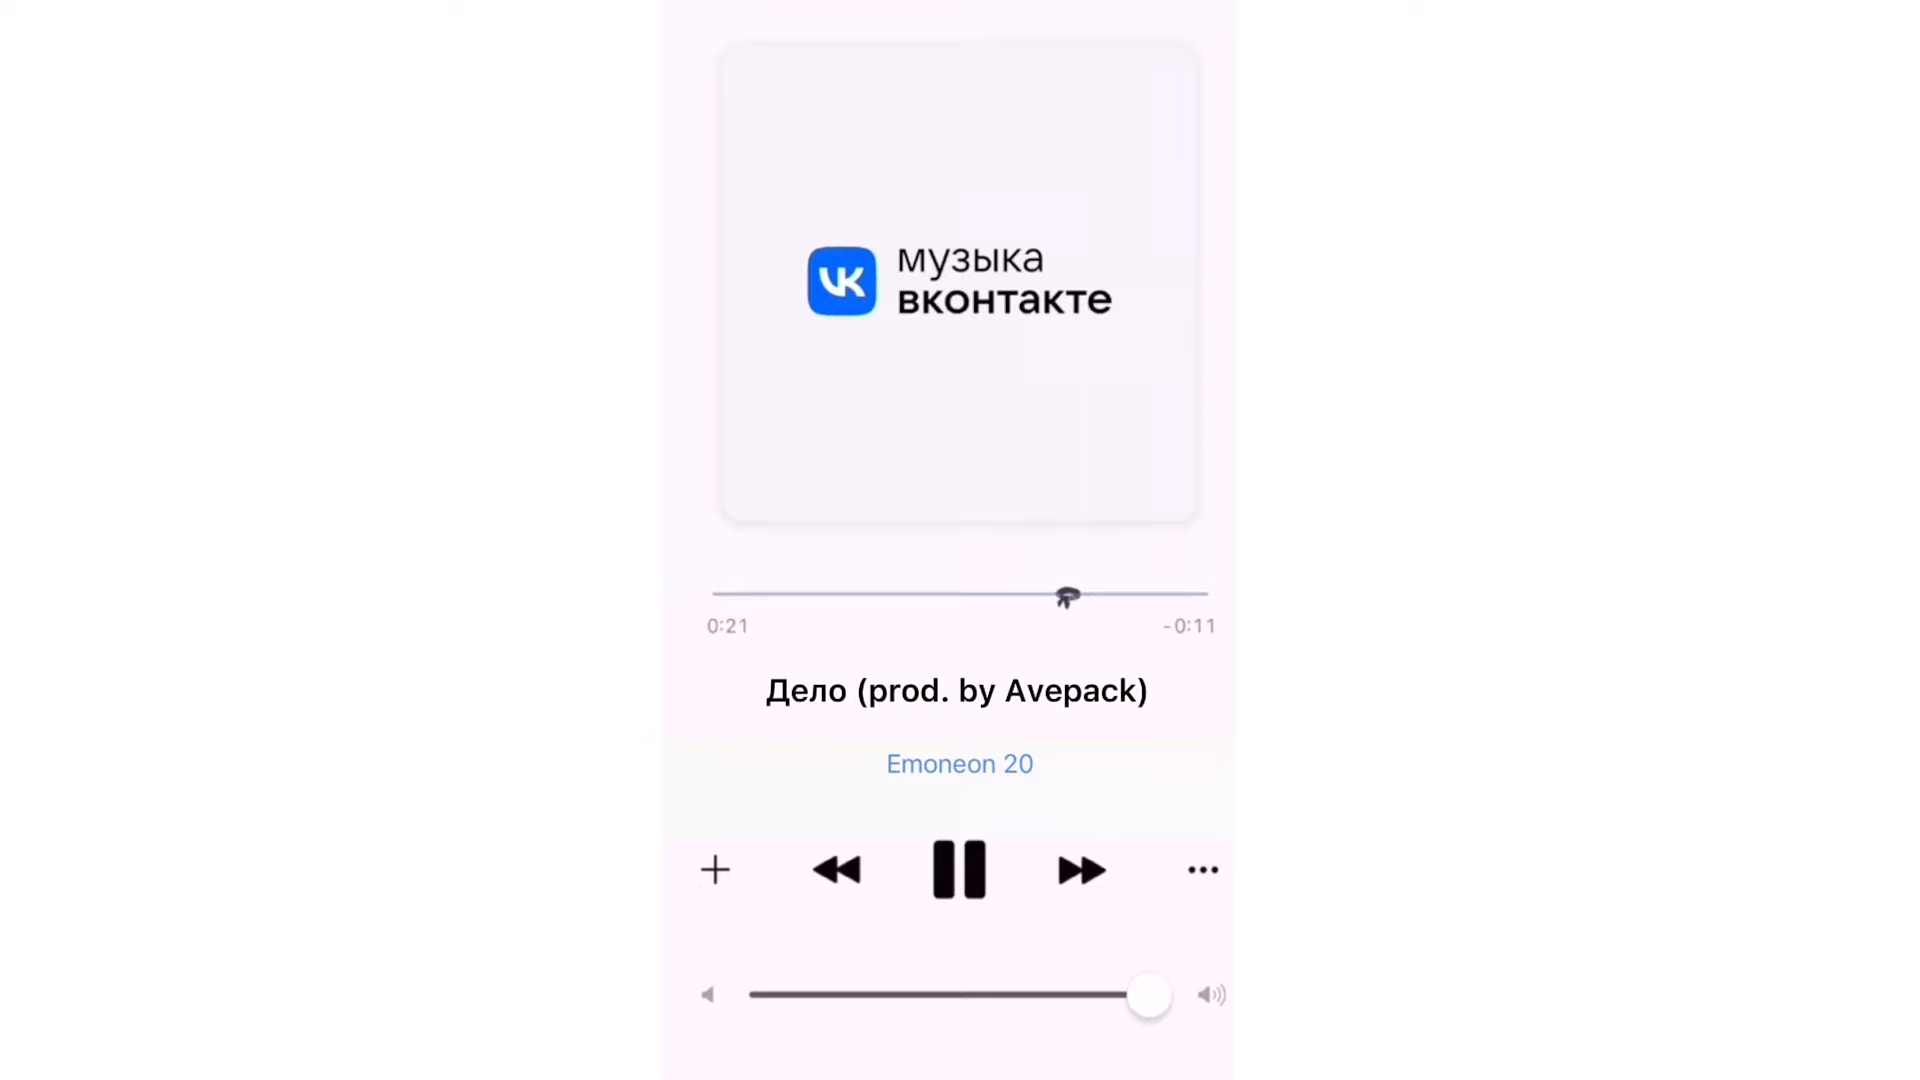 музыка
вконтакте
0:21
-0:11
Дело (prod. by Avepack)
Emoneon 20